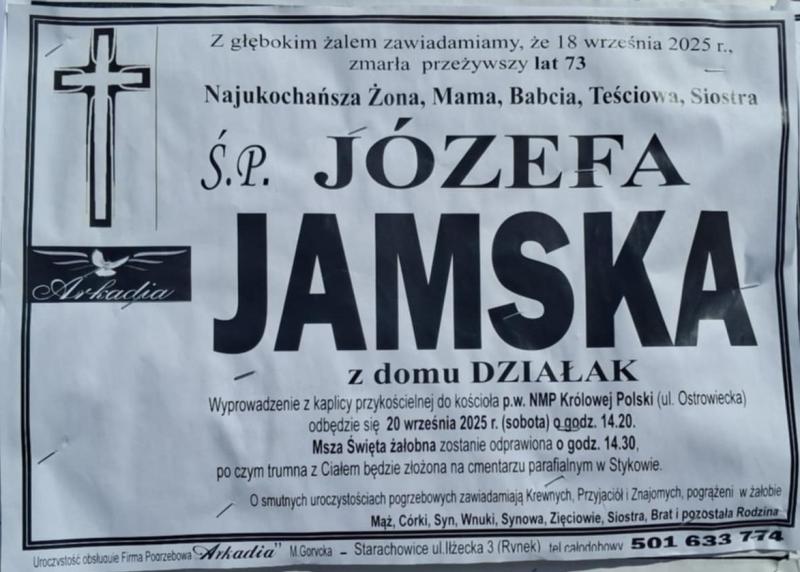 Z głębokim żalem zawiadamiamy, że 18 września 2025 r.,
zmarła przeżywszy lat 73
Najukochańsza Żona, Mama, Babcia, Teściowa, Siostra
Ś.P. JÓZEFA
JAMSKA
Arkadia
z domu DZIAŁAK
Wyprowadzenie z kaplicy przykościelnej do kościoła p.w. NMP Królowej Polski (ul. Ostrowiecka)
odbędzie się 20 września 2025 r. (sobota) o godz. 14.20.
Msza Święta żałobna zostanie odprawiona o godz. 14.30,
po czym trumna z Ciałem będzie złożona na cmentarzu parafialnym w Stykowie.
O smutnych uroczystościach pogrzebowych zawiadamiają Krewnych, Przyjaciół i Znajomych, pogrążeni w żałobie
Mąż, Córki, Syn, Wnuki, Synowa, Zięciowie, Siostra, Brat i pozostała Rodzina
Uroczystość obsługuje Firma Pogrzebowa "Arkadia" M.Gorycka – Starachowice ul.Iłżecka 3 (Rynek) tel.całodobowy 501 633 774